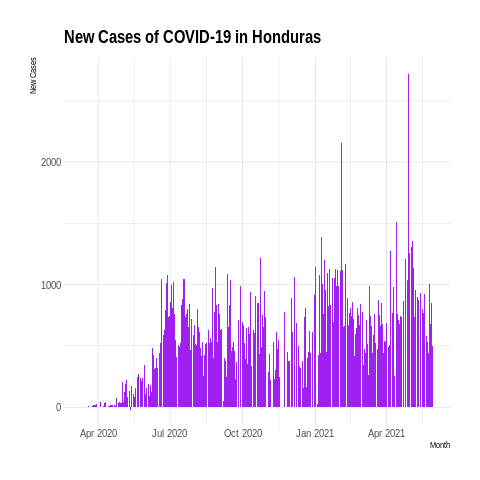 New Cases of COVID-19 in Honduras
New Cases
2000
1000
0
Apr 2020 Jul 2020 Oct 2020 Jan 2021 Apr 2021
Month